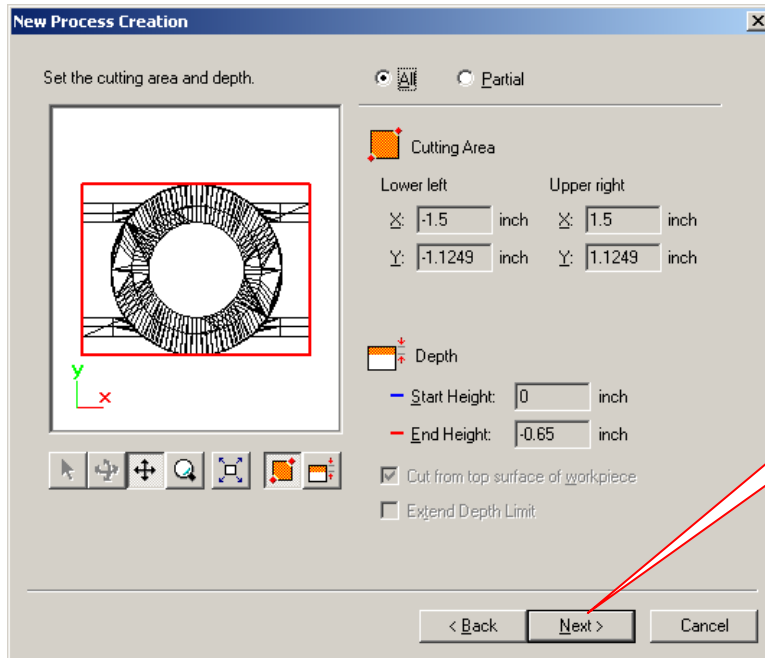 New Process Creation
Set the cutting area and depth.
All Partial
Cutting Area
Lower left Upper right
X: -1.5 inch X: 1.5 inch
Y: -1.1249 inch Y: 1.1249 inch
Depth
Start Height: 0 inch
End Height: -0.65 inch
Cut from top surface of workpiece
Extend Depth Limit
y
x
< Back Next > Cancel